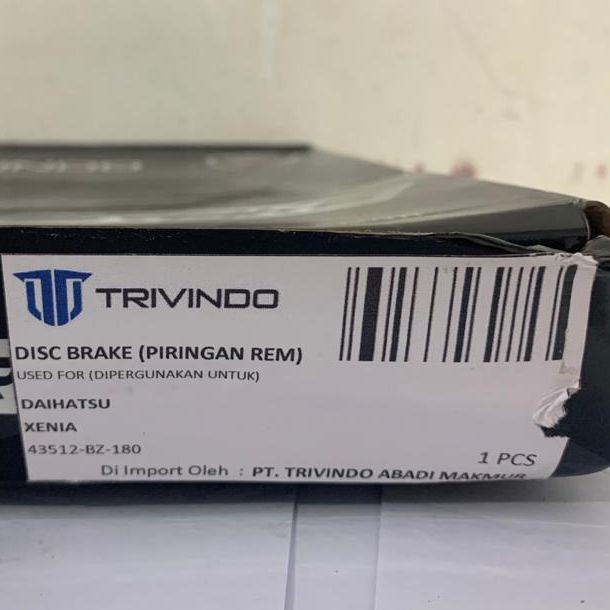 TRIVINDO
DISC BRAKE (PIRINGAN REM)
USED FOR (DIPERGUNAKAN UNTUK)
DAIHATSU
XENIA
43512-BZ-180
1 PCS
Di Import Oleh : PT. TRIVINDO ABADI MAKMUR